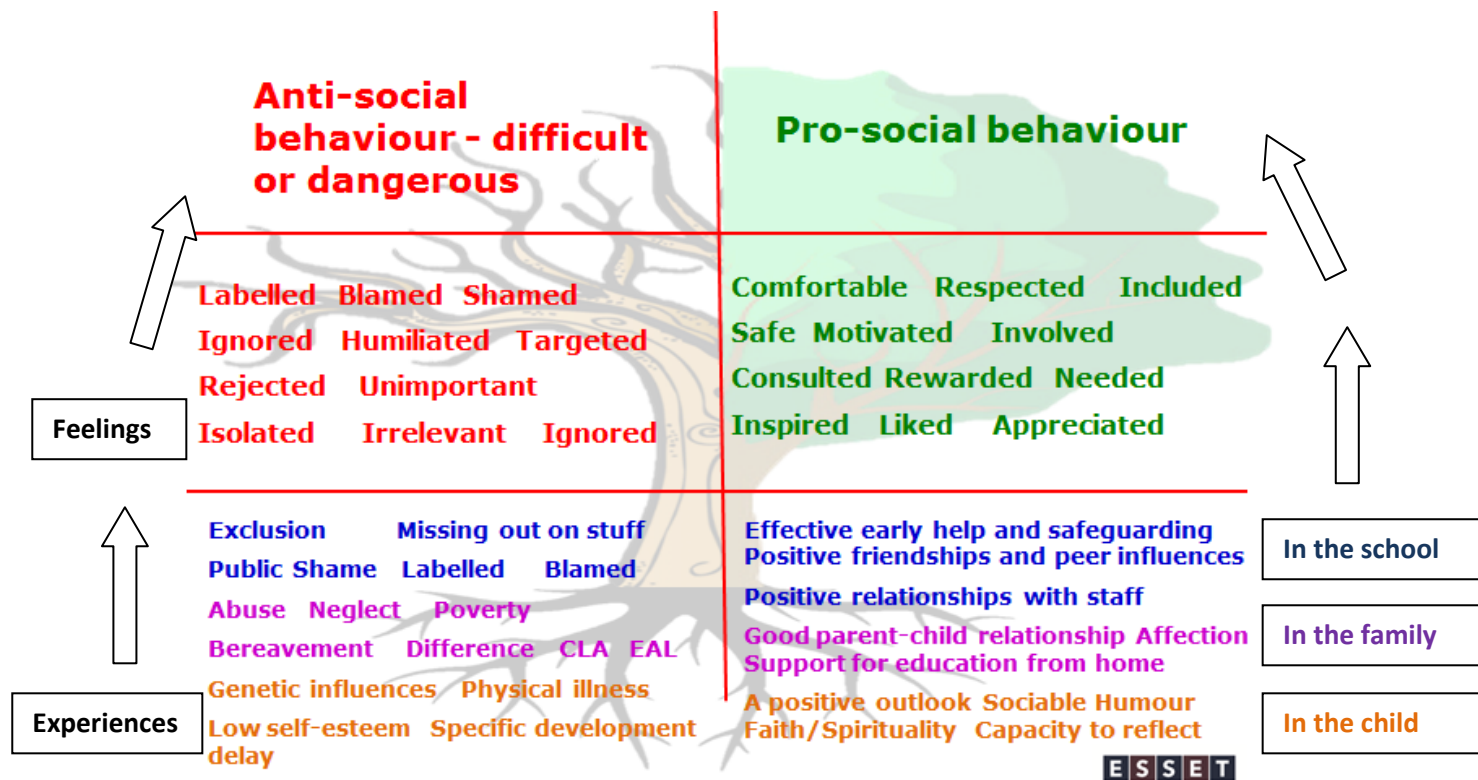 Anti-social
behaviour - difficult
or dangerous
Pro-social behaviour
Labelled Blamed Shamed
Ignored Humiliated Targeted
Rejected Unimportant
Isolated Irrelevant Ignored
Comfortable Respected Included
Safe Motivated Involved
Consulted Rewarded Needed
Inspired Liked Appreciated
Feelings
Exclusion Missing out on stuff
Public Shame Labelled Blamed
Abuse Neglect Poverty
Bereavement Difference CLA EAL
Genetic influences Physical illness
Low self-esteem Specific development
delay
Effective early help and safeguarding
Positive friendships and peer influences
Positive relationships with staff
Good parent-child relationship Affection
Support for education from home
A positive outlook Sociable Humour
Faith/Spirituality Capacity to reflect
In the school
In the family
In the child
Experiences
ESSET